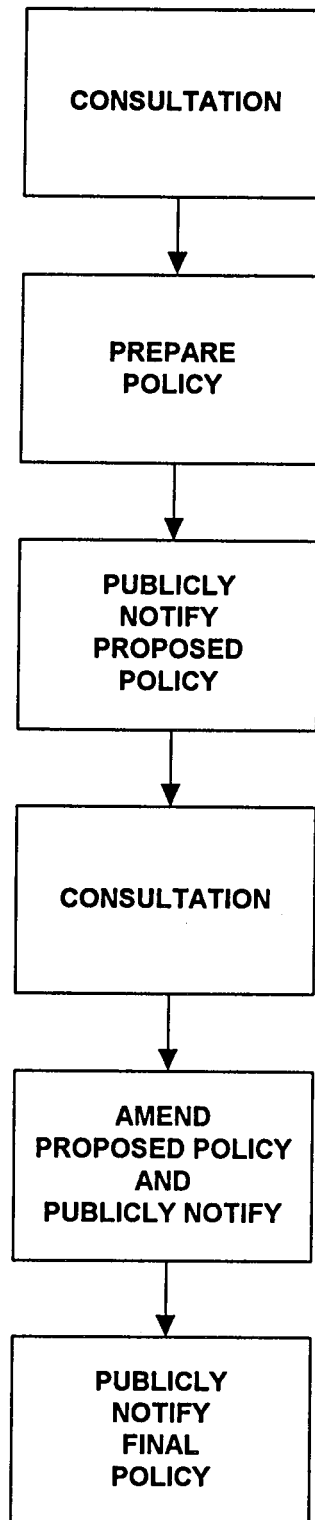 CONSULTATION
PREPARE
POLICY
PUBLICLY
NOTIFY
PROPOSED
POLICY
CONSULTATION
AMEND
PROPOSED POLICY
AND
PUBLICLY NOTIFY
PUBLICLY
NOTIFY
FINAL
POLICY